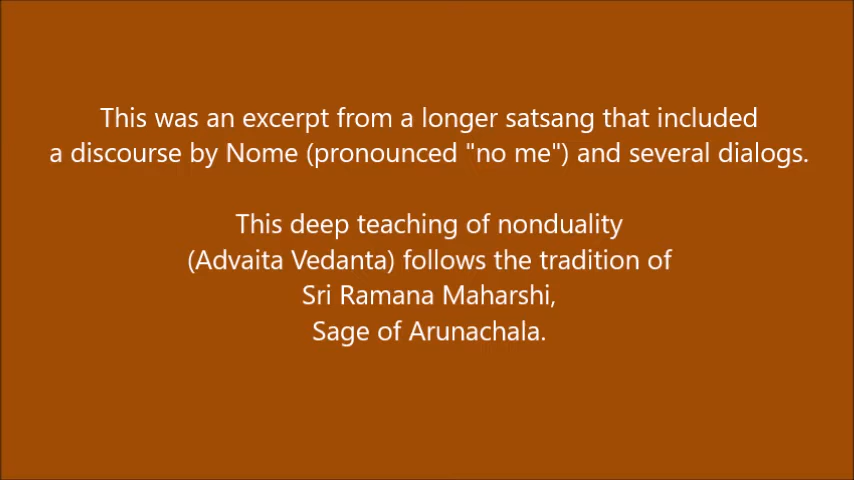 This was an excerpt from a longer satsang that included
a discourse by Nome (pronounced "no me") and several dialogs.
This deep teaching of nonduality
(Advaita Vedanta) follows the tradition of
Sri Ramana Maharshi,
Sage of Arunachala.